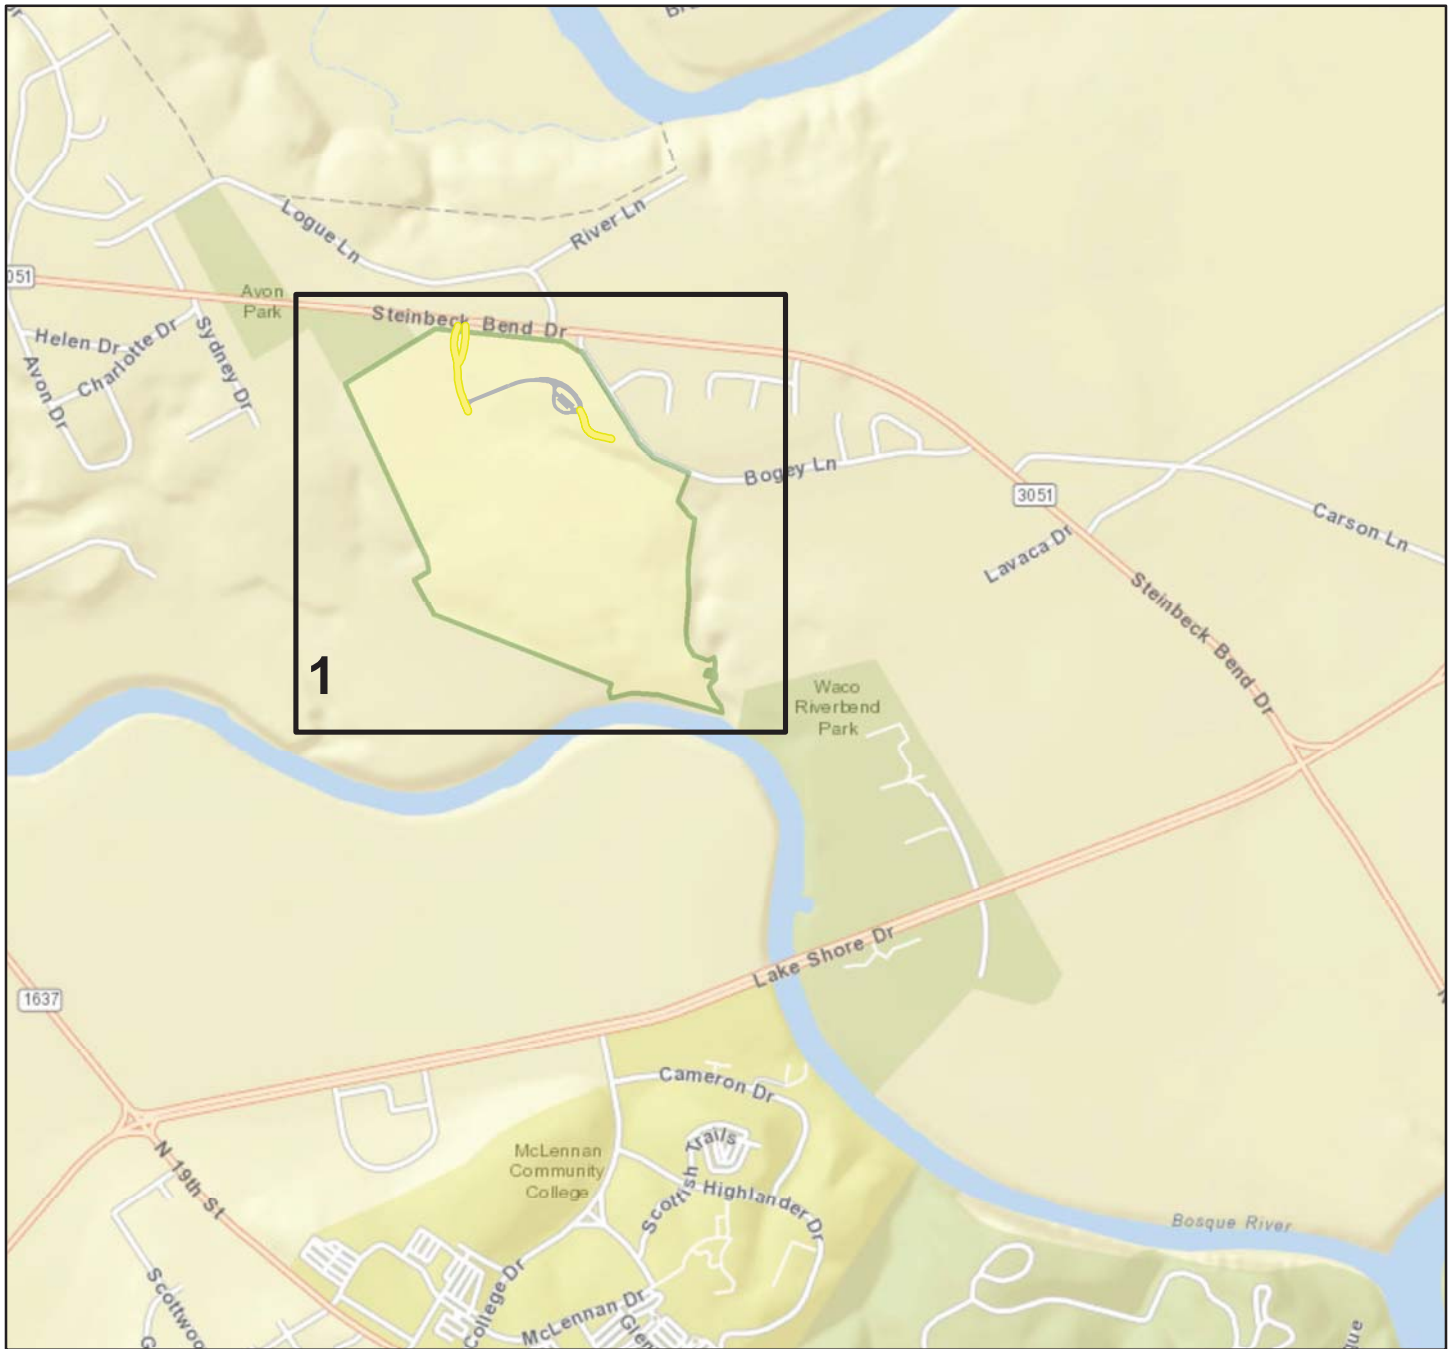 Logue Ln
River Ln
051
Avon
Park
Steinbeck Bend Dr
Helen Dr
Charlotte Dr
Sydney Dr
Avon Dr
Bogey Ln
3051
Carson Ln
Lavaca Dr
Steinbeck Bend Dr
1
Waco
Riverbend
Park
Lake Shore Dr
1637
Cameron Dr
N 19th St
McLennan
Community
College
Scottish Trails
Highlander Dr
Bosque River
College Dr
McLennan Dr